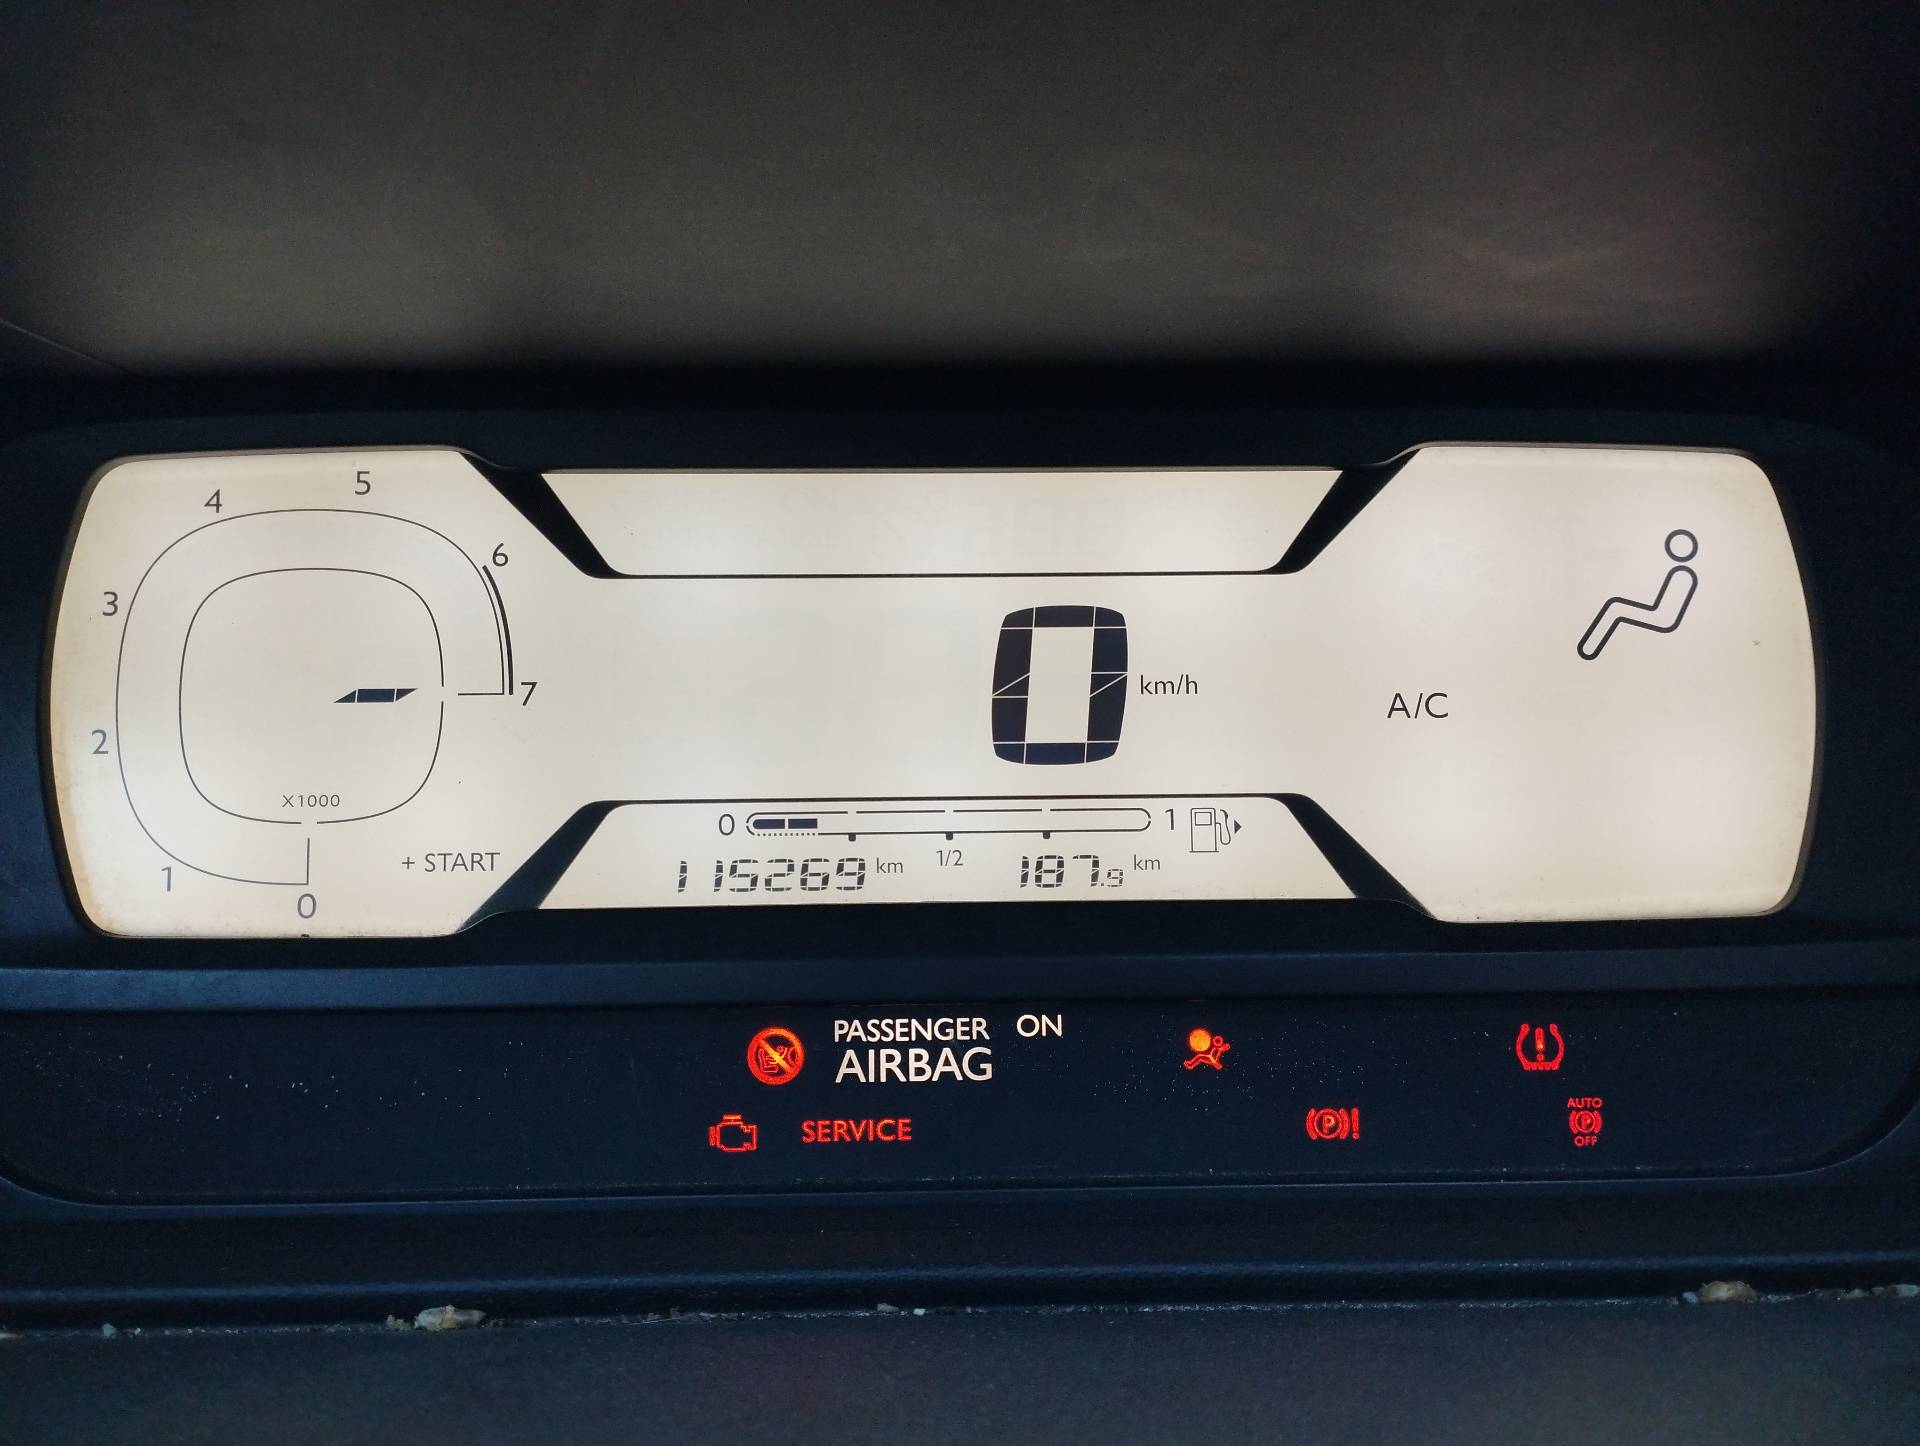 5
4
6
3
km/h
7
A/C
2
X1000
0 1
+ START
115269 km 1/2 187.9 km
1
0
PASSENGER ON
AIRBAG
SERVICE
(P)!
AUTO
P
OFF